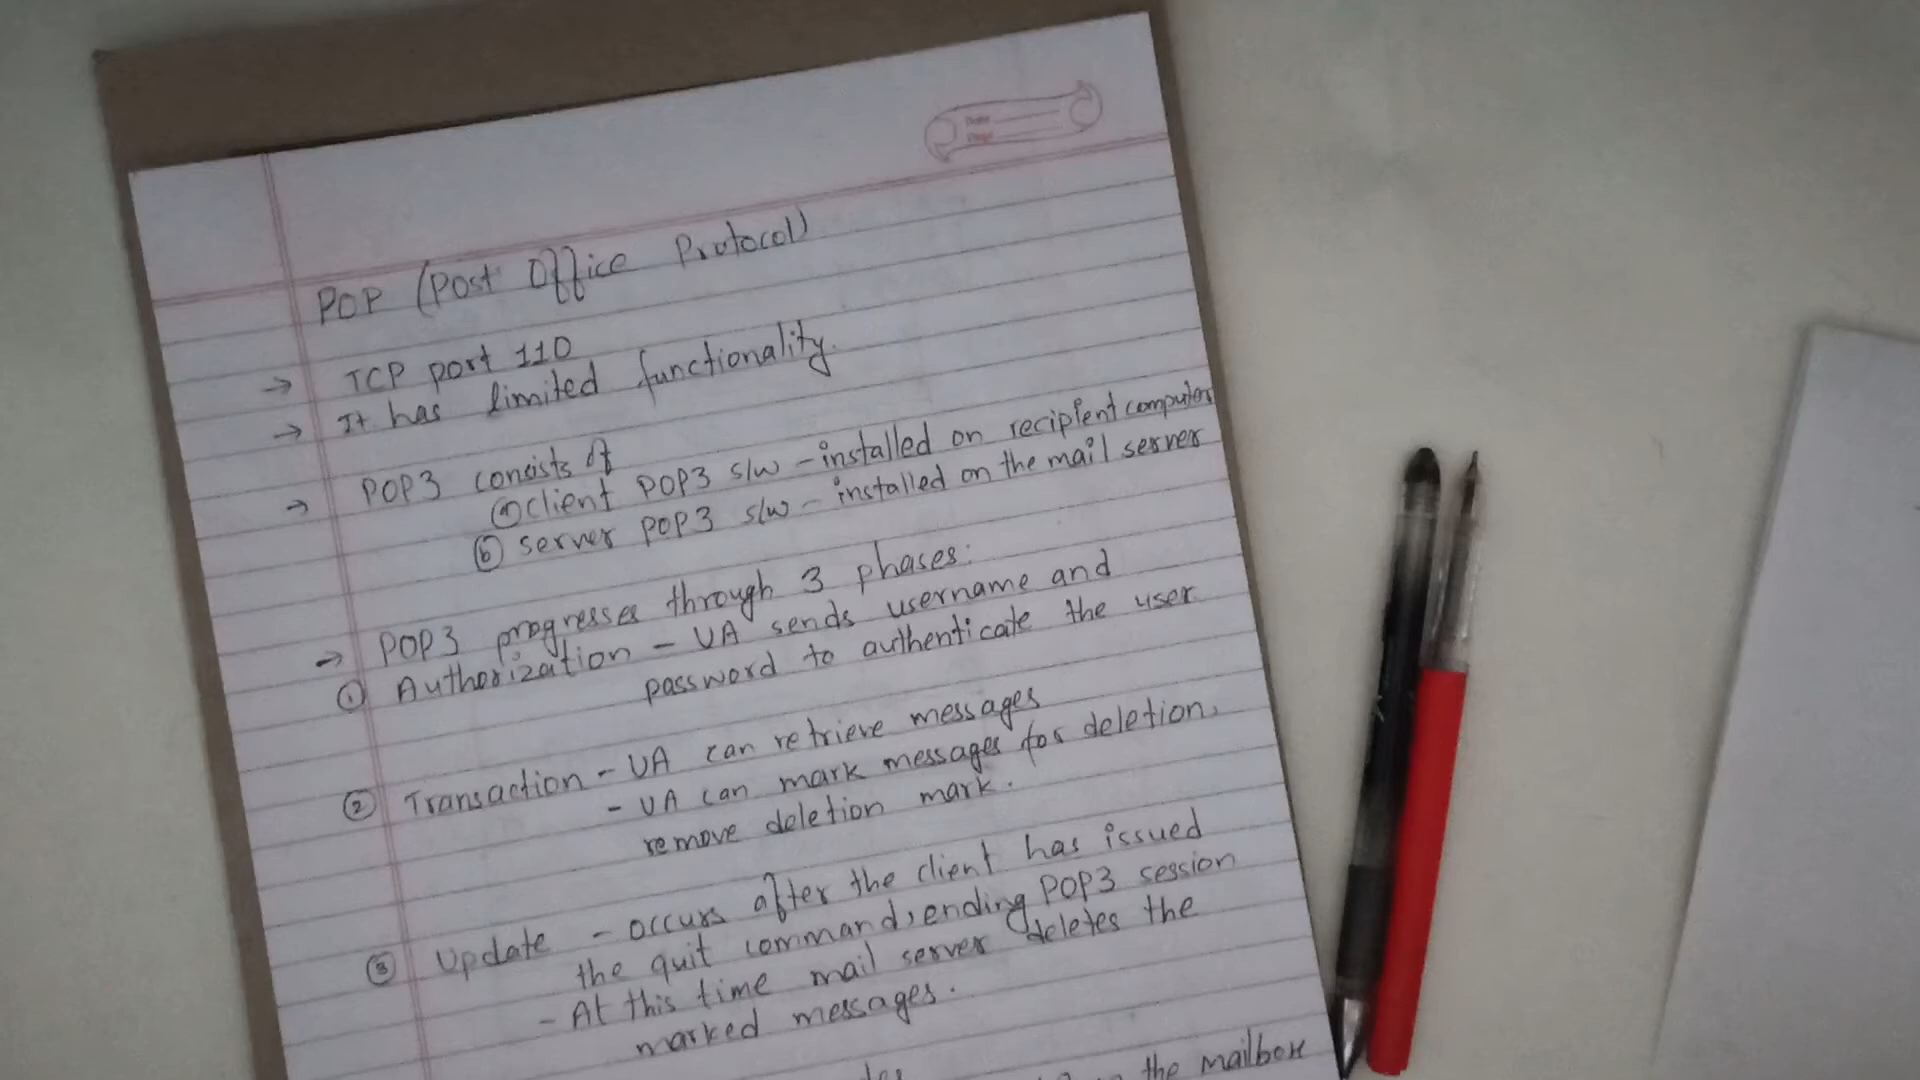 Date
Page
POP (Post Office Protocol)
→ TCP port 110
→ It has limited functionality.
→ POP3 consists of
ⓐ client POP3 s/w - installed on recipient computer
ⓑ server POP3 s/w - installed on the mail server
→ POP3 progresses through 3 phases:
① Authorization - UA sends username and
password to authenticate the user
② Transaction - UA can retrieve messages
- UA can mark messages for deletion,
remove deletion mark.
③ Update - occurs after the client has issued
the quit command, ending POP3 session
- At this time mail server deletes the
marked messages.
the mailbox